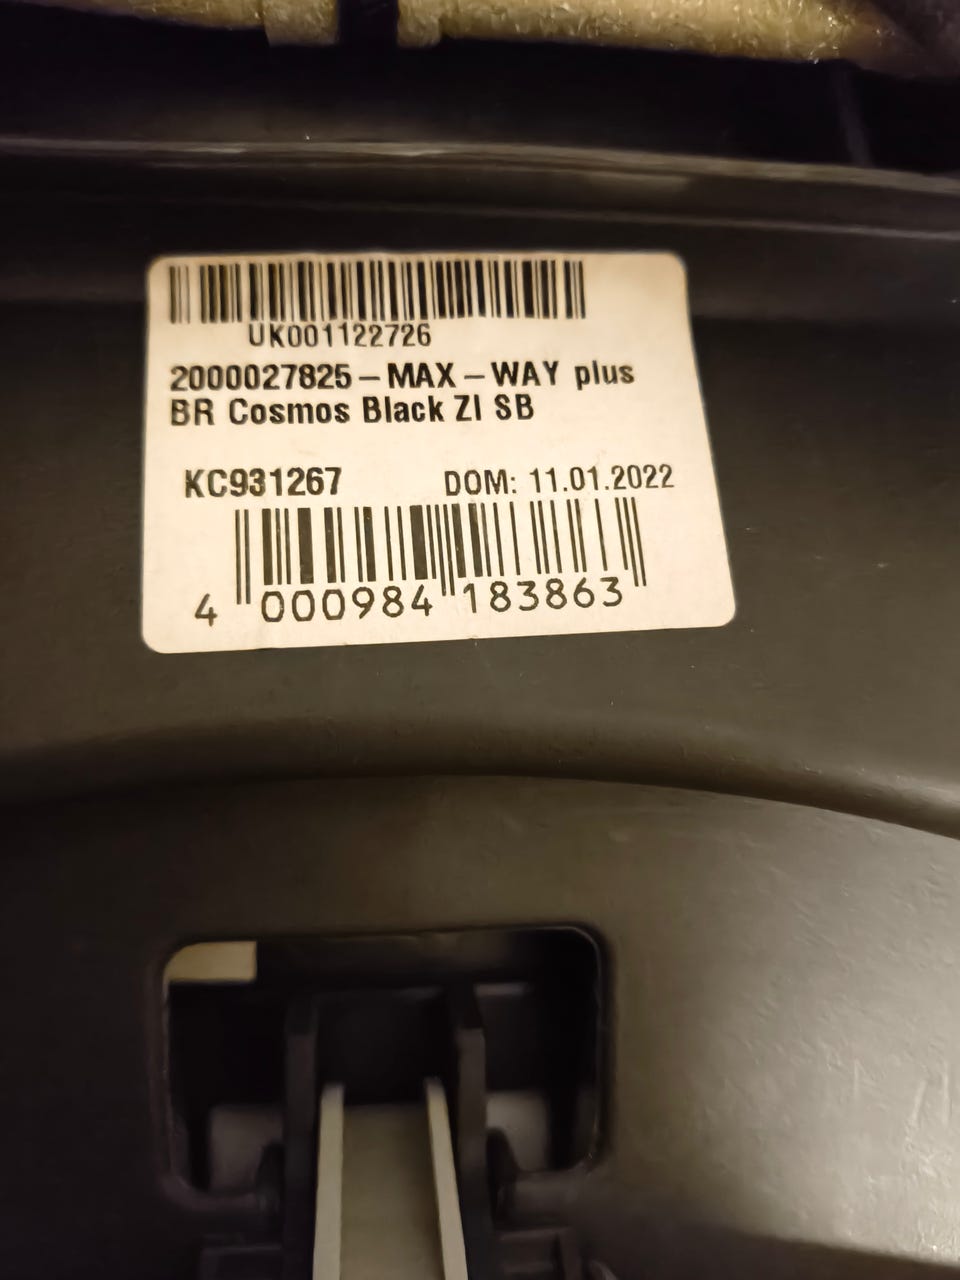 UK001122726
2000027825 – MAX – WAY plus
BR Cosmos Black ZI SB
KC931267 DOM: 11.01.2022
4 000984 183863